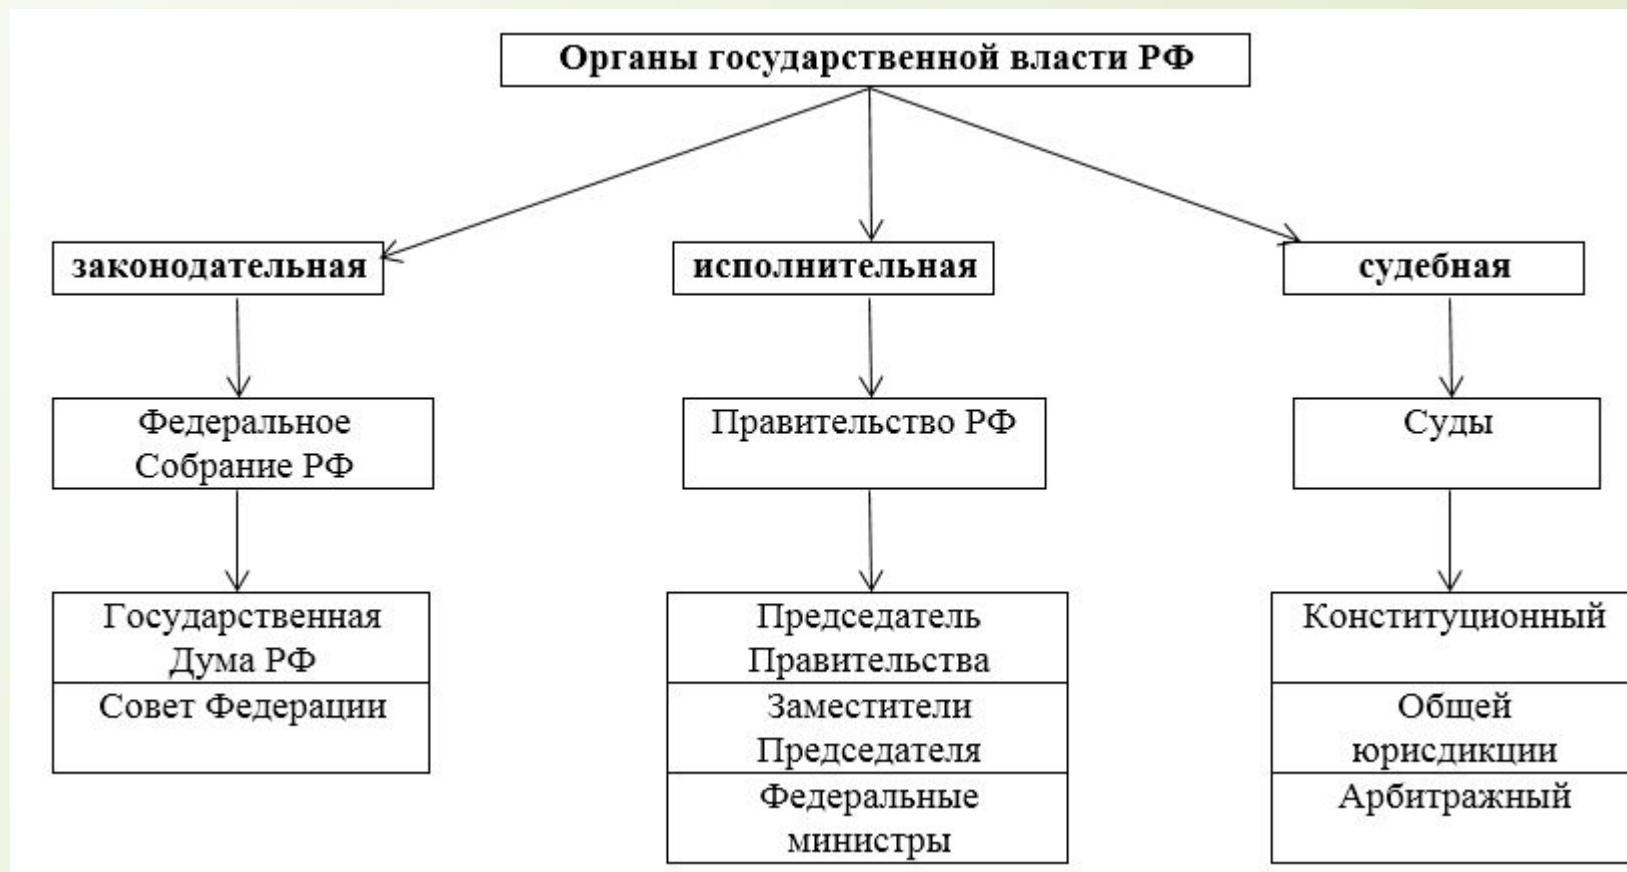 Органы государственной власти РФ
законодательная
исполнительная
судебная
Федеральное
Собрание РФ
Правительство РФ
Суды
Государственная
Дума РФ
Совет Федерации
Председатель
Правительства
Заместители
Председателя
Федеральные
министры
Конституционный
Общей
юрисдикции
Арбитражный